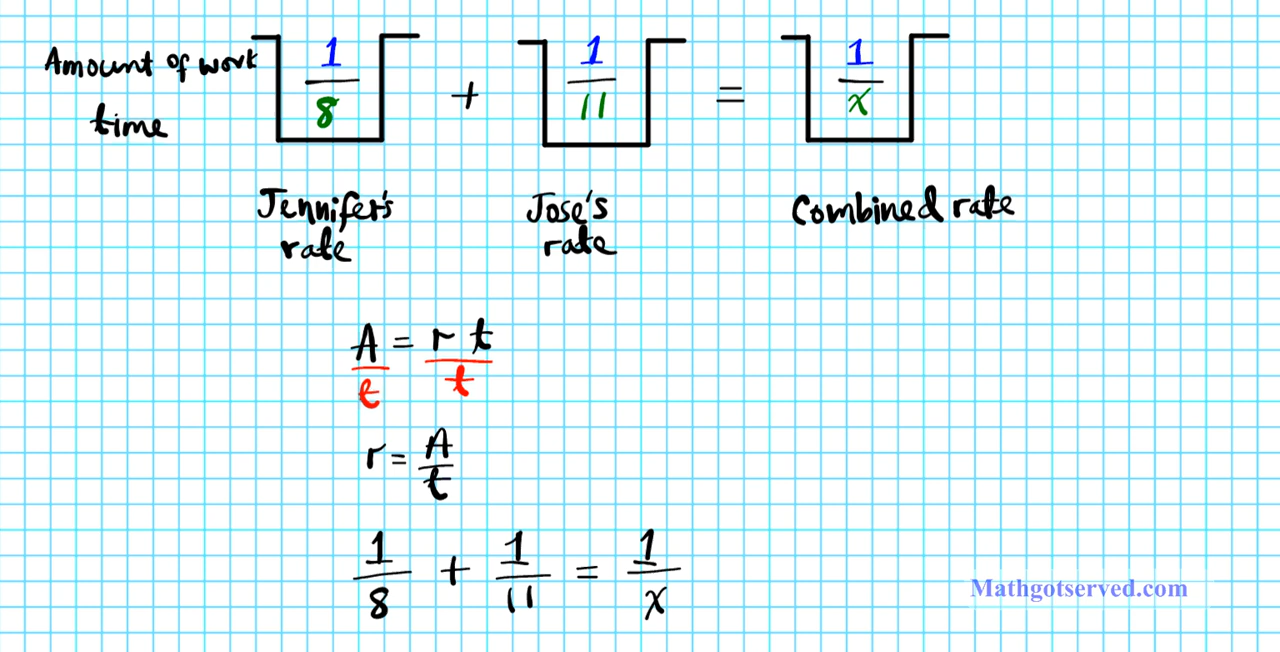 Amount of work 1 1 1
time 8 + 11 = x
Jennifer's Jose's Combined rate
rate rate
A = r t
t t
r = A
t
1 + 1 = 1
8 11 x
Mathgotserved.com